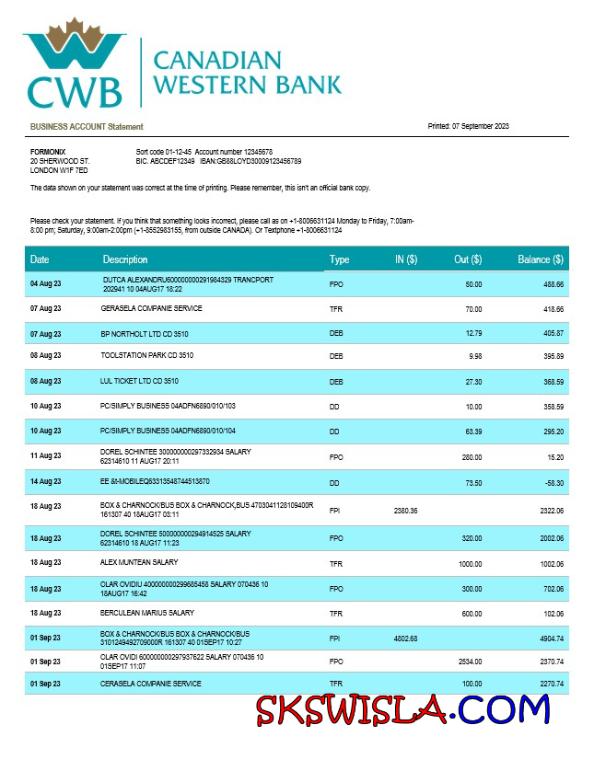 CWB
CANADIAN
WESTERN BANK
BUSINESS ACCOUNT Statement
Printed: 07 September 2023
FORMONIX
20 SHERWOOD ST.
LONDON W1F 7ED
Sort code 01-12-45 Account number 12345678
BIC. ABCDEF12349 IBAN:GB88LOYD30009123456789
The data shown on your statement was correct at the time of printing. Please remember, this isn't an official bank copy.
Please check your statement. If you think that something looks incorrect, please call as on +1-8006631124 Monday to Friday, 7:00am-
8:00 pm; Saturday, 9:00am-2:00pm (+1-8552983155, from outside CANADA). Or Textphone +1-8006631124
Date Description Type IN ($) Out ($) Balance ($)
04 Aug 23 DUTCA ALEXANDRU600000000291984329 TRANCPORT FPO 50.00 488.66
202941 10 04AUG17 18:22
07 Aug 23 GERASELA COMPANIE SERVICE TFR 70.00 418.66
07 Aug 23 BP NORTHOLT LTD CD 3510 DEB 12.79 405.87
08 Aug 23 TOOLSTATION PARK CD 3510 DEB 9.98 395.89
08 Aug 23 LUL TICKET LTD CD 3510 DEB 27.30 368.59
10 Aug 23 PC/SIMPLY BUSINESS 04ADFN6890/010/103 DD 10.00 358.59
10 Aug 23 PC/SIMPLY BUSINESS 04ADFN6890/010/104 DD 63.39 295.20
11 Aug 23 DOREL SCHINTEE 300000000297332934 SALARY FPO 280.00 15.20
62314610 11 AUG17 20:11
14 Aug 23 EE &t-MOBILEQ63313548744513870 DD 73.50 -58.30
18 Aug 23 BOX & CHARNOCK/BUS BOX & CHARNOCK,BUS 4703041128109400R FPI 2380.36 2322.06
161307 40 18AUG17 03:11
18 Aug 23 DOREL SCHINTEE 500000000294914525 SALARY FPO 320.00 2002.06
62314610 18 AUG17 11:23
18 Aug 23 ALEX MUNTEAN SALARY TFR 1000.00 1002.06
18 Aug 23 OLAR OVIDIU 400000000299685458 SALARY 070436 10 FPO 300.00 702.06
18AUG17 16:42
18 Aug 23 BERCULEAN MARIUS SALARY TFR 600.00 102.06
01 Sep 23 BOX & CHARNOCK/BUS BOX & CHARNOCK/BUS FPI 4802.68 4904.74
3101249492709000R 161307 40 01SEP17 10:27
01 Sep 23 OLAR OVIDI 600000000297937622 SALARY 070436 10 FPO 2534.00 2370.74
01SEP17 11:07
01 Sep 23 CERASELA COMPANIE SERVICE TFR 100.00 2270.74
SKSWISLA.COM